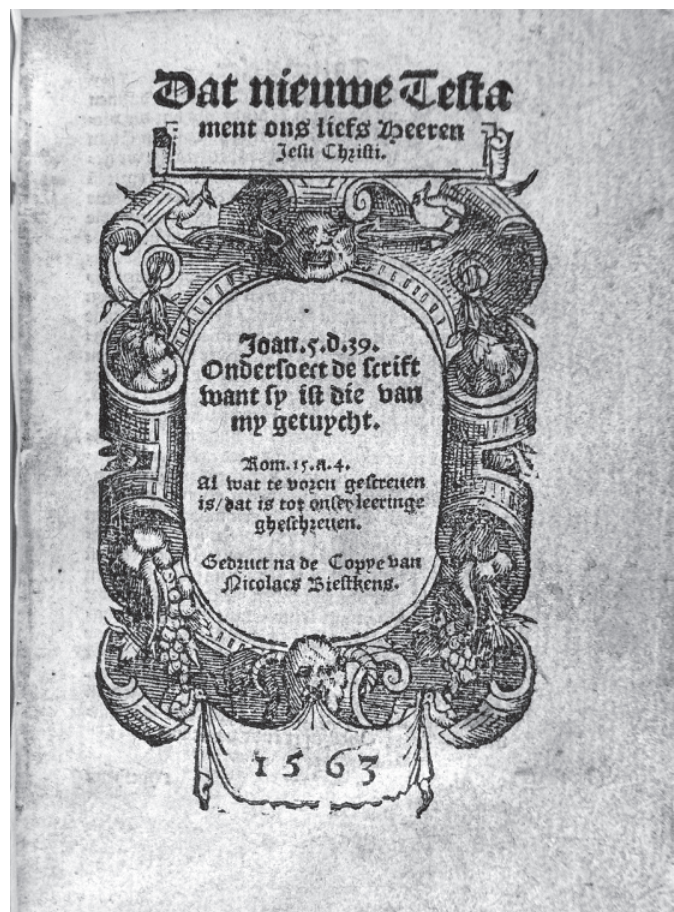 Dat nieuwe Testa
ment ons liefs Heeren
Jesu Christi.
Joan.5.d.39.
Ondersoect de scrift
want sy ist die van
my getuycht.
Rom.15.a.4.
Al wat te voren gescreuen
is/dat is tot onser leeringe
gheschreuen.
Gedruct na de Coppe van
Nicolaes Biestkens.
1563